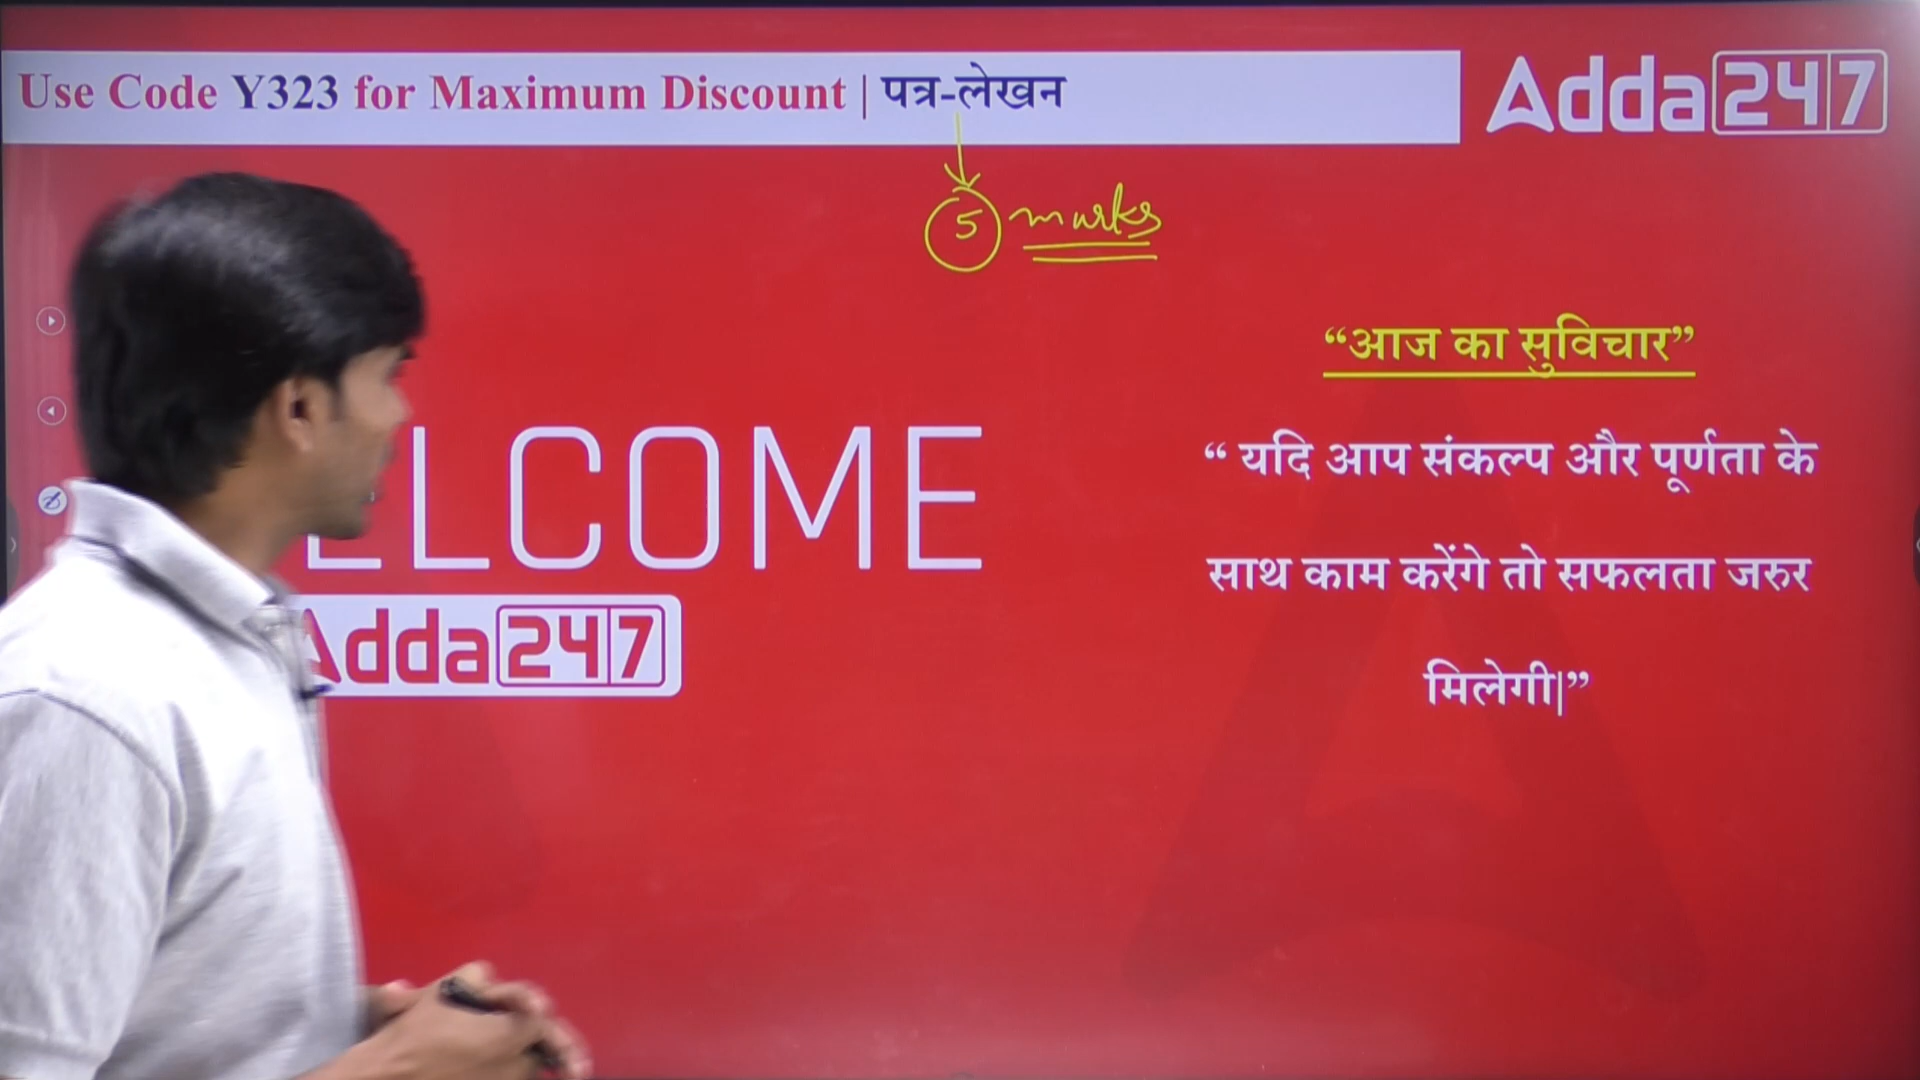 Use Code Y323 for Maximum Discount | पत्र-लेखन
Adda247
5 marks
“आज का सुविचार”
“ यदि आप संकल्प और पूर्णता के
साथ काम करेंगे तो सफलता जरुर
मिलेगी|”
ELCOME
Adda247